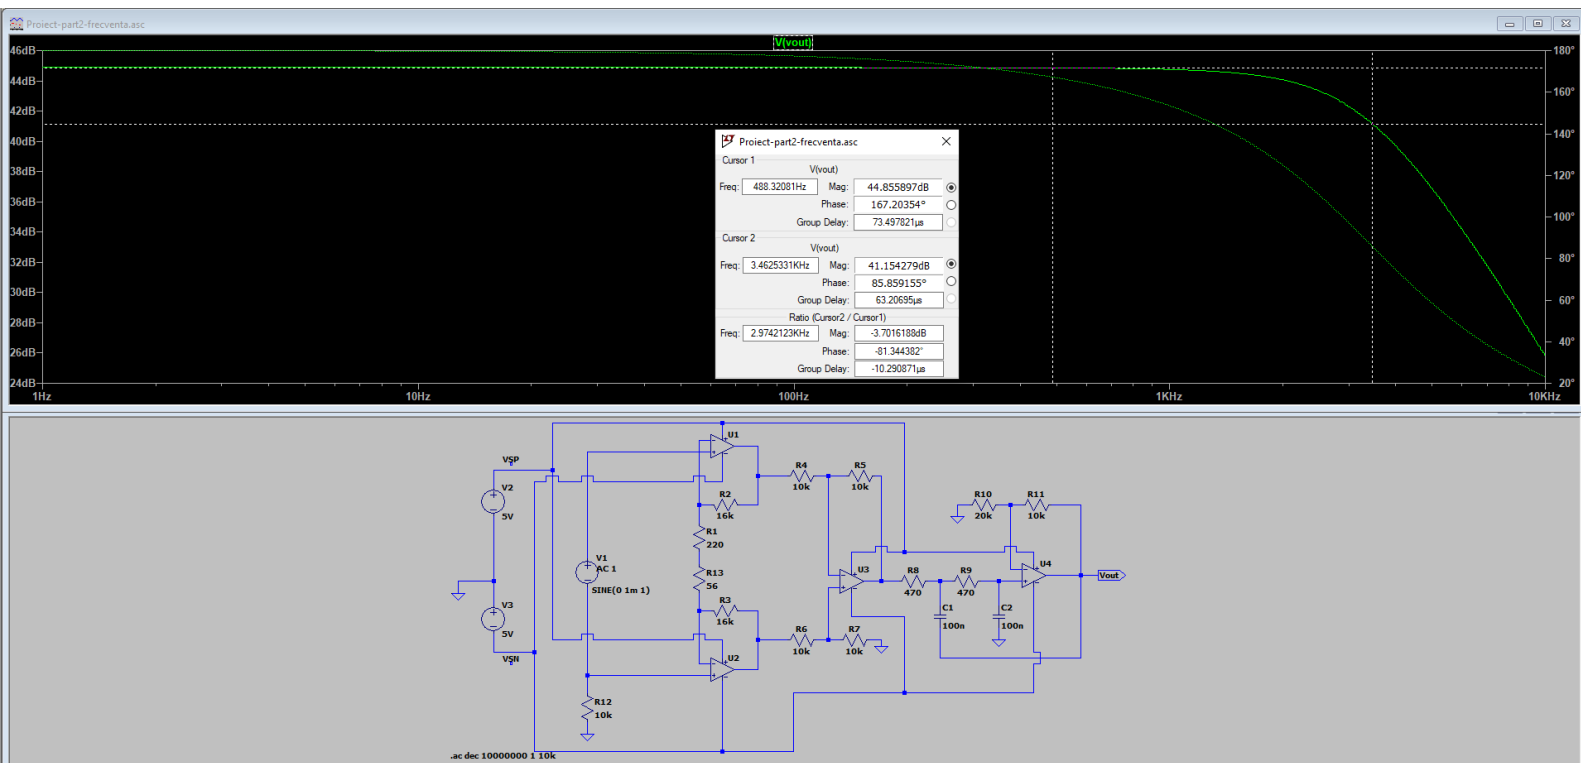 Proiect-part2-frecventa.asc
V(vout)
46dB
44dB
42dB
40dB
38dB
36dB
34dB
32dB
30dB
28dB
26dB
24dB
180°
160°
140°
120°
100°
80°
60°
40°
20°
1Hz
10Hz
100Hz
1KHz
10KHz
Proiect-part2-frecventa.asc
Cursor 1
V(vout)
Freq: 488.32081Hz Mag: 44.855897dB
Phase: 167.20354°
Group Delay: 73.497821µs
Cursor 2
V(vout)
Freq: 3.4625331KHz Mag: 41.154279dB
Phase: 85.859155°
Group Delay: 63.20695µs
Ratio (Cursor2 / Cursor1)
Freq: 2.9742123KHz Mag: -3.7016188dB
Phase: -81.344382°
Group Delay: -10.290871µs
VSP
V2
5V
V3
5V
VSN
V1
AC 1
SINE(0 1m 1)
R12
10k
U1
R2
16k
R1
220
R13
56
R3
16k
U2
R4
10k
R5
10k
R6
10k
R7
10k
U3
R8
470
R9
470
C1
100n
C2
100n
R10
20k
R11
10k
U4
Vout
.ac dec 10000000 1 10k